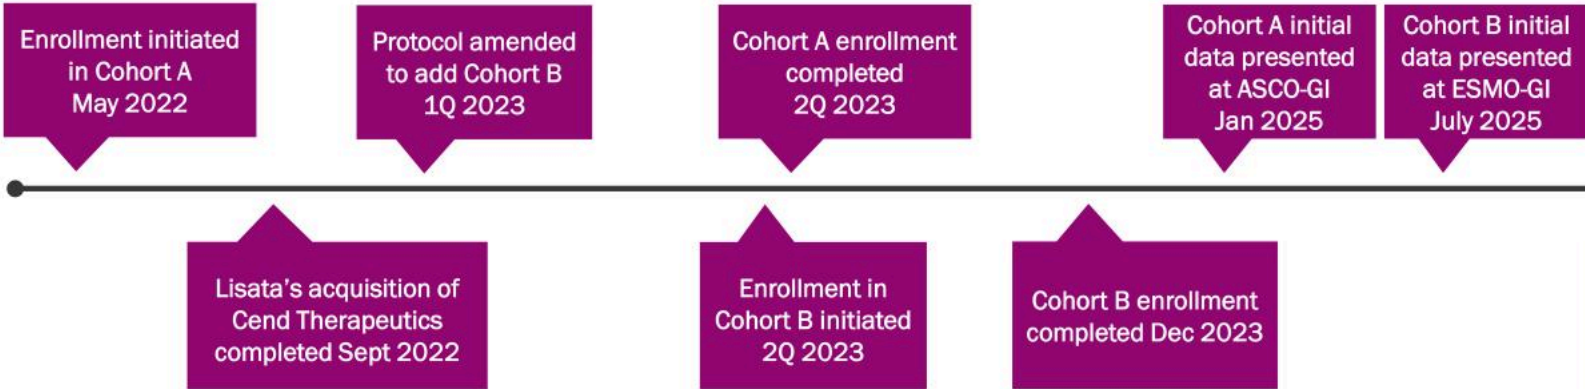 Enrollment initiated
in Cohort A
May 2022
Protocol amended
to add Cohort B
1Q 2023
Cohort A enrollment
completed
2Q 2023
Cohort A initial
data presented
at ASCO-GI
Jan 2025
Cohort B initial
data presented
at ESMO-GI
July 2025
Lisata’s acquisition of
Cend Therapeutics
completed Sept 2022
Enrollment in
Cohort B initiated
2Q 2023
Cohort B enrollment
completed Dec 2023